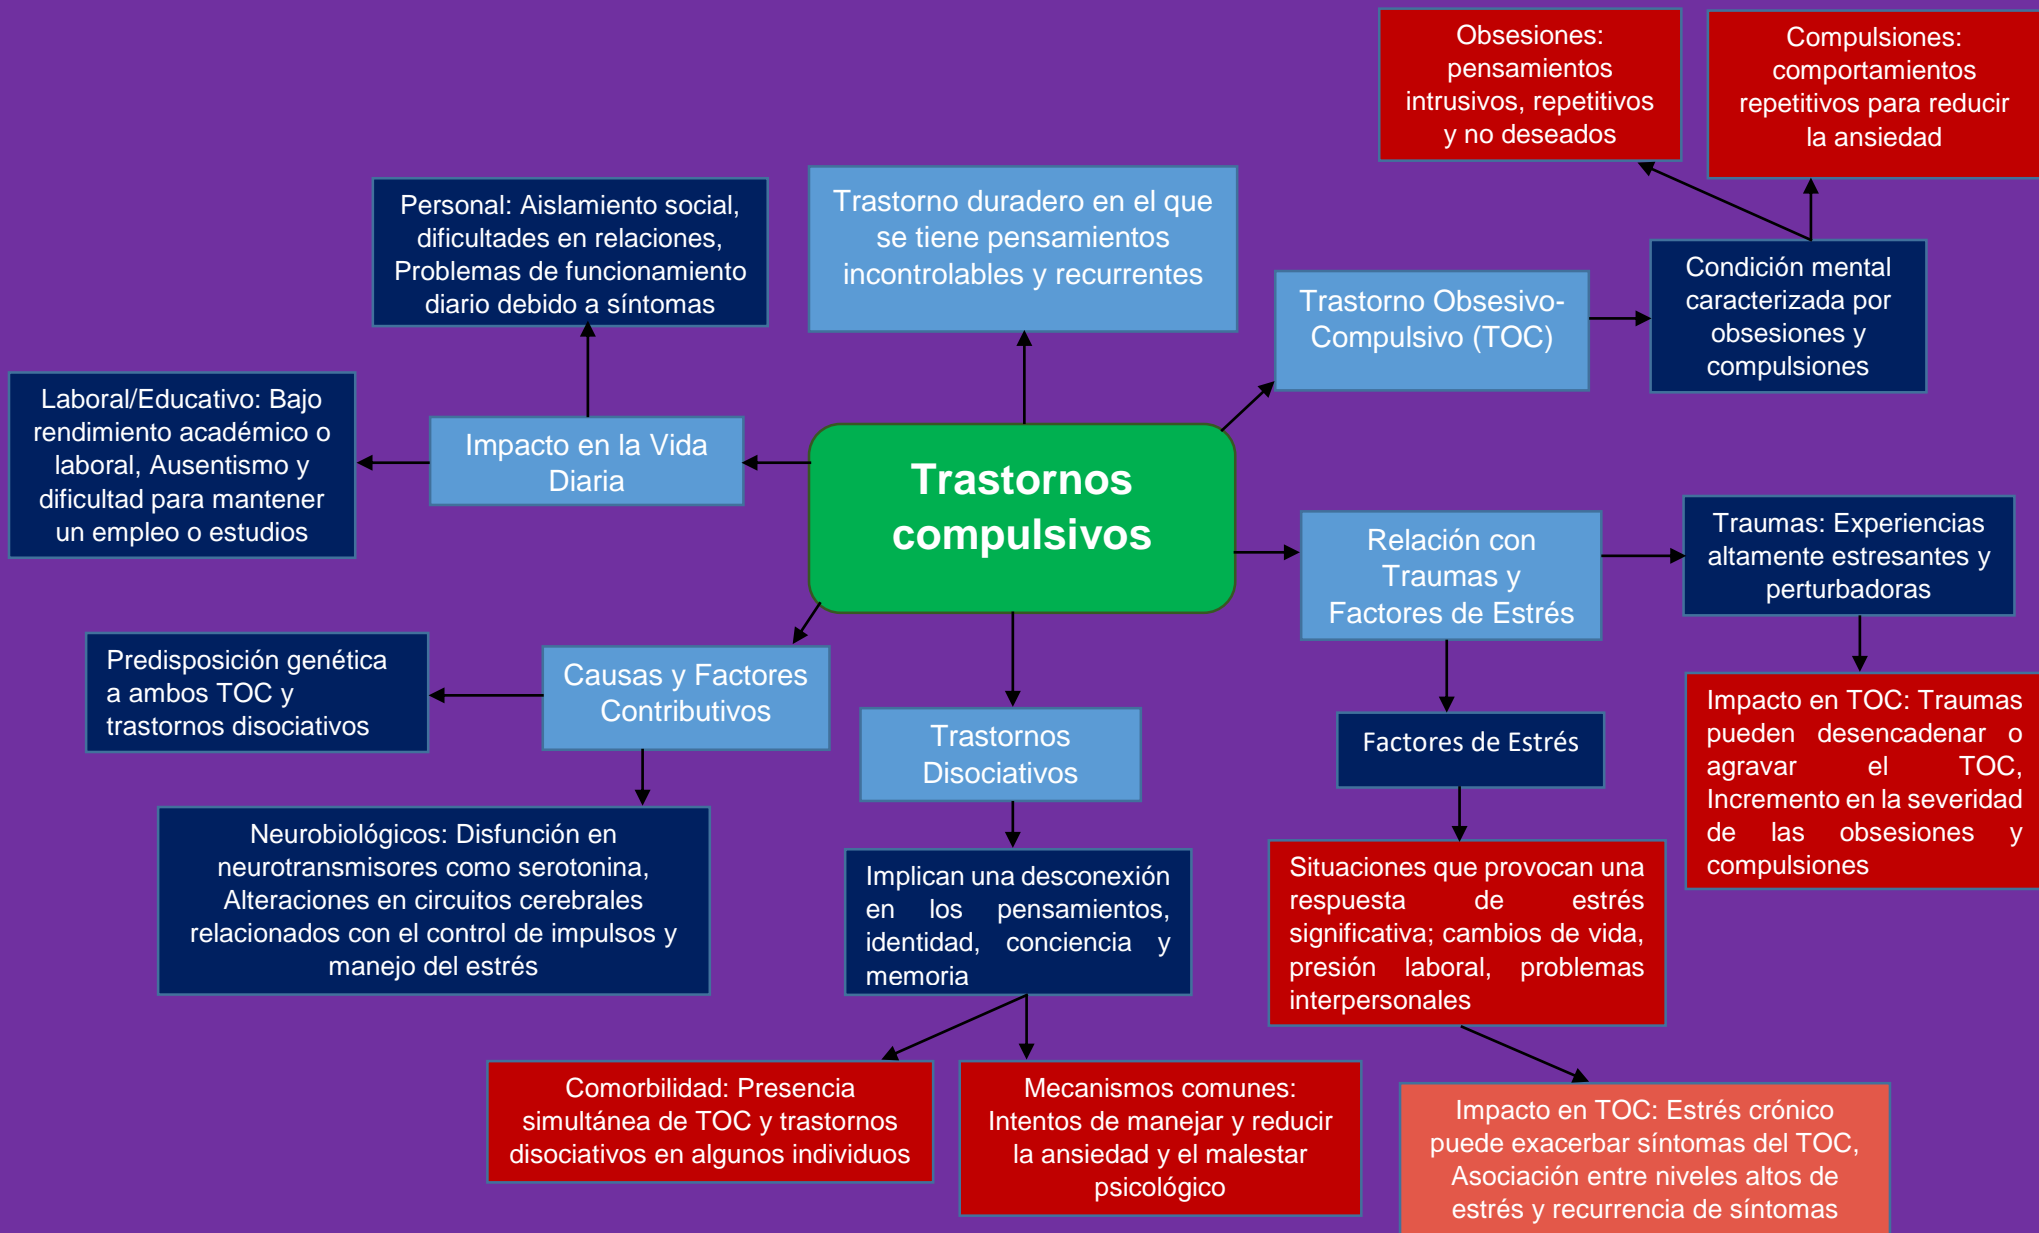 Obsesiones:
pensamientos
intrusivos, repetitivos
y no deseados
Compulsiones:
comportamientos
repetitivos para reducir
la ansiedad
Personal: Aislamiento social,
dificultades en relaciones,
Problemas de funcionamiento
diario debido a síntomas
Trastorno duradero en el que
se tiene pensamientos
incontrolables y recurrentes
Trastorno Obsesivo-
Compulsivo (TOC)
Condición mental
caracterizada por
obsesiones y
compulsiones
Laboral/Educativo: Bajo
rendimiento académico o
laboral, Ausentismo y
dificultad para mantener
un empleo o estudios
Impacto en la Vida
Diaria
Trastornos
compulsivos
Relación con
Traumas y
Factores de Estrés
Traumas: Experiencias
altamente estresantes y
perturbadoras
Predisposición genética
a ambos TOC y
trastornos disociativos
Causas y Factores
Contributivos
Trastornos
Disociativos
Factores de Estrés
Impacto en TOC: Traumas
pueden desencadenar o
agravar el TOC,
Incremento en la severidad
de las obsesiones y
compulsiones
Neurobiológicos: Disfunción en
neurotransmisores como serotonina,
Alteraciones en circuitos cerebrales
relacionados con el control de impulsos y
manejo del estrés
Implican una desconexión
en los pensamientos,
identidad, conciencia y
memoria
Situaciones que provocan una
respuesta de estrés
significativa; cambios de vida,
presión laboral, problemas
interpersonales
Comorbilidad: Presencia
simultánea de TOC y trastornos
disociativos en algunos individuos
Mecanismos comunes:
Intentos de manejar y reducir
la ansiedad y el malestar
psicológico
Impacto en TOC: Estrés crónico
puede exacerbar síntomas del TOC,
Asociación entre niveles altos de
estrés y recurrencia de síntomas